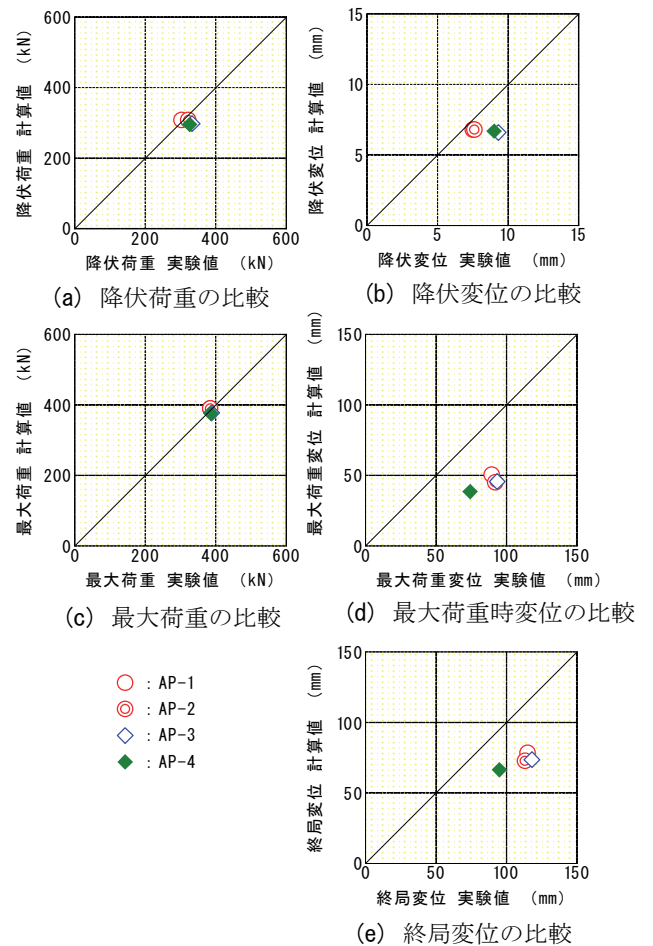 600
400
200
0
降伏荷重 計算値 (kN)
0 200 400 600
降伏荷重 実験値 (kN)
(a) 降伏荷重の比較
15
10
5
0
降伏変位 計算値 (mm)
0 5 10 15
降伏変位 実験値 (mm)
(b) 降伏変位の比較
600
400
200
0
最大荷重 計算値 (kN)
0 200 400 600
最大荷重 実験値 (kN)
(c) 最大荷重の比較
150
100
50
0
最大荷重変位 計算値 (mm)
0 50 100 150
最大荷重変位 実験値 (mm)
(d) 最大荷重時変位の比較
: AP-1
: AP-2
: AP-3
: AP-4
150
100
50
0
終局変位 計算値 (mm)
0 50 100 150
終局変位 実験値 (mm)
(e) 終局変位の比較